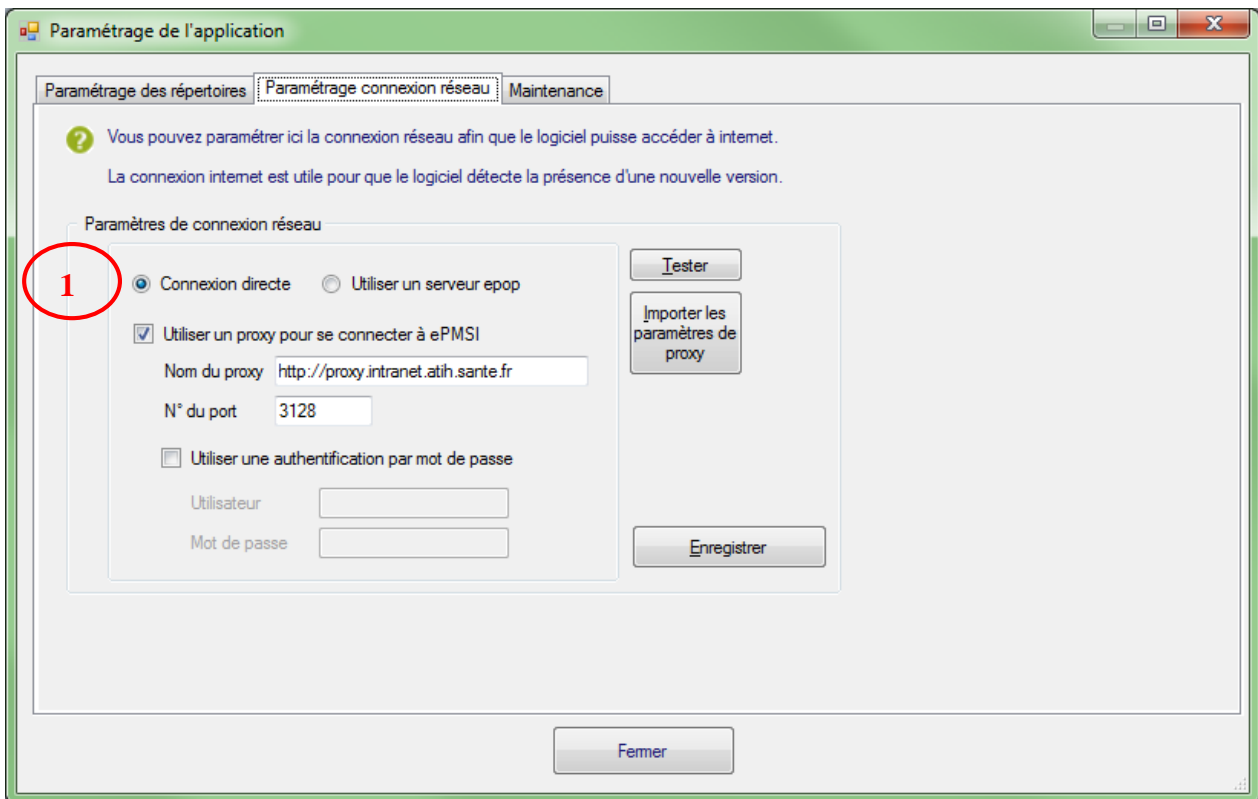 Paramétrage de l'application
Paramétrage des répertoires Paramétrage connexion réseau Maintenance
Vous pouvez paramétrer ici la connexion réseau afin que le logiciel puisse accéder à internet.
La connexion internet est utile pour que le logiciel détecte la présence d'une nouvelle version.
Paramètres de connexion réseau
1
Connexion directe Utiliser un serveur epop
Tester
Utiliser un proxy pour se connecter à ePMSI
Importer les
paramètres de
proxy
Nom du proxy http://proxy.intranet.atih.sante.fr
N° du port 3128
Utiliser une authentification par mot de passe
Utilisateur
Mot de passe
Enregistrer
Fermer